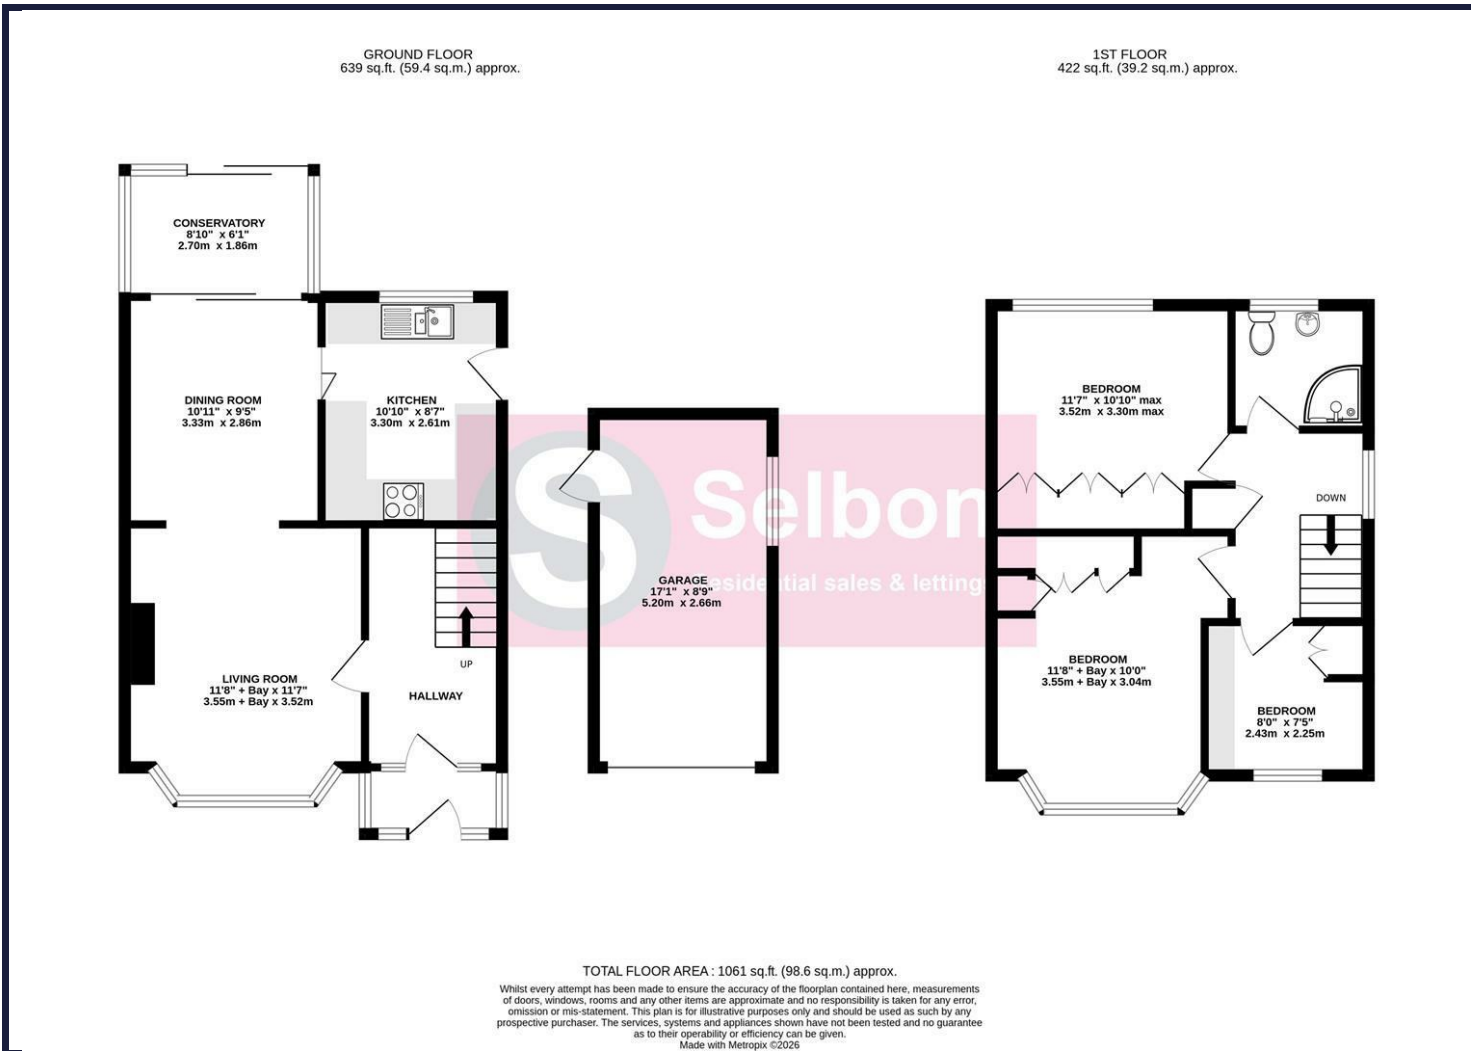 GROUND FLOOR
639 sq.ft. (59.4 sq.m.) approx.
1ST FLOOR
422 sq.ft. (39.2 sq.m.) approx.
CONSERVATORY
8'10" x 6'1"
2.70m x 1.86m
DINING ROOM
10'11" x 9'5"
3.33m x 2.86m
KITCHEN
10'10" x 8'7"
3.30m x 2.61m
BEDROOM
11'7" x 10'10" max
3.52m x 3.30m max
Selbon
Residential sales & lettings
DOWN
GARAGE
17'1" x 8'9"
5.20m x 2.66m
UP
HALLWAY
LIVING ROOM
11'8" + Bay x 11'7"
3.55m + Bay x 3.52m
BEDROOM
11'8" + Bay x 10'0"
3.55m + Bay x 3.04m
BEDROOM
8'0" x 7'5"
2.43m x 2.25m
TOTAL FLOOR AREA : 1061 sq.ft. (98.6 sq.m.) approx.
Whilst every attempt has been made to ensure the accuracy of the floorplan contained here, measurements
of doors, windows, rooms and any other items are approximate and no responsibility is taken for any error,
omission or mis-statement. This plan is for illustrative purposes only and should be used as such by any
prospective purchaser. The services, systems and appliances shown have not been tested and no guarantee
as to their operability or efficiency can be given.
Made with Metropix ©2026